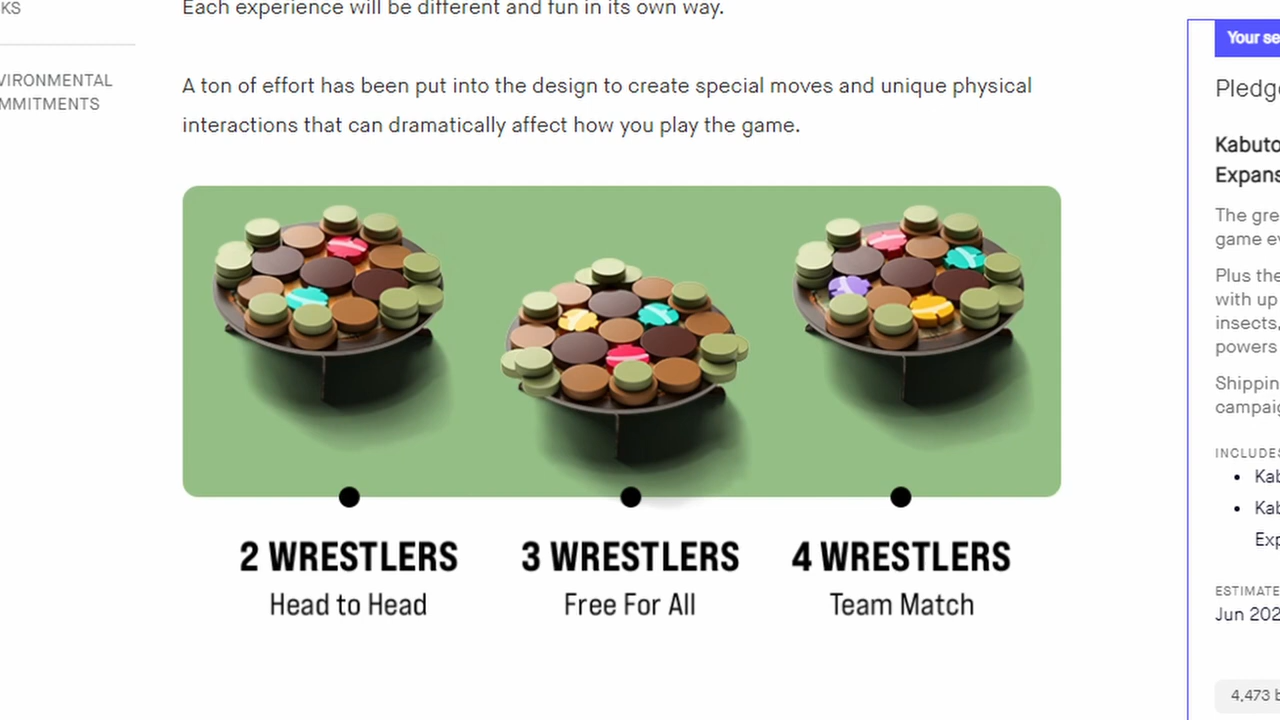 KS
VIRONMENTAL
MMITMENTS
Each experience will be different and fun in its own way.
A ton of effort has been put into the design to create special moves and unique physical
interactions that can dramatically affect how you play the game.
2 WRESTLERS
Head to Head
3 WRESTLERS
Free For All
4 WRESTLERS
Team Match
Your se
Pledg
Kabuto
Expans
The gre
game ev
Plus the
with up
insects,
powers
Shippin
campaig
INCLUDES
Kab
Kab
Exp
ESTIMATE
Jun 202
4,473 b